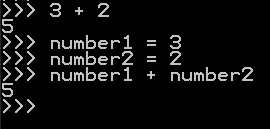 >>> 3 + 2
5
>>> number1 = 3
>>> number2 = 2
>>> number1 + number2
5
>>>